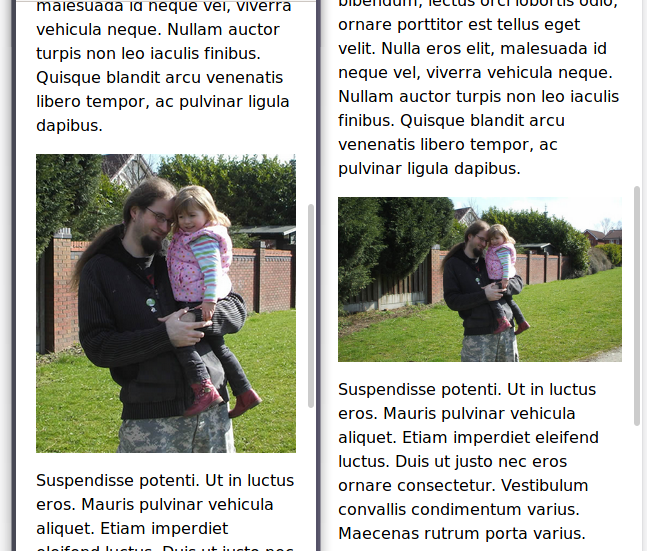 malesuada id neque vel, viverra
vehicula neque. Nullam auctor
turpis non leo iaculis finibus.
Quisque blandit arcu venenatis
libero tempor, ac pulvinar ligula
dapibus.
Suspendisse potenti. Ut in luctus
eros. Mauris pulvinar vehicula
aliquet. Etiam imperdiet
eleifend luctus. Duis ut justo nec
bibendum, lectus orci lobortis odio,
ornare porttitor est tellus eget
velit. Nulla eros elit, malesuada id
neque vel, viverra vehicula neque.
Nullam auctor turpis non leo iaculis
finibus. Quisque blandit arcu
venenatis libero tempor, ac
pulvinar ligula dapibus.
Suspendisse potenti. Ut in luctus
eros. Mauris pulvinar vehicula
aliquet. Etiam imperdiet eleifend
luctus. Duis ut justo nec eros
ornare consectetur. Vestibulum
convallis condimentum varius.
Maecenas rutrum porta varius.